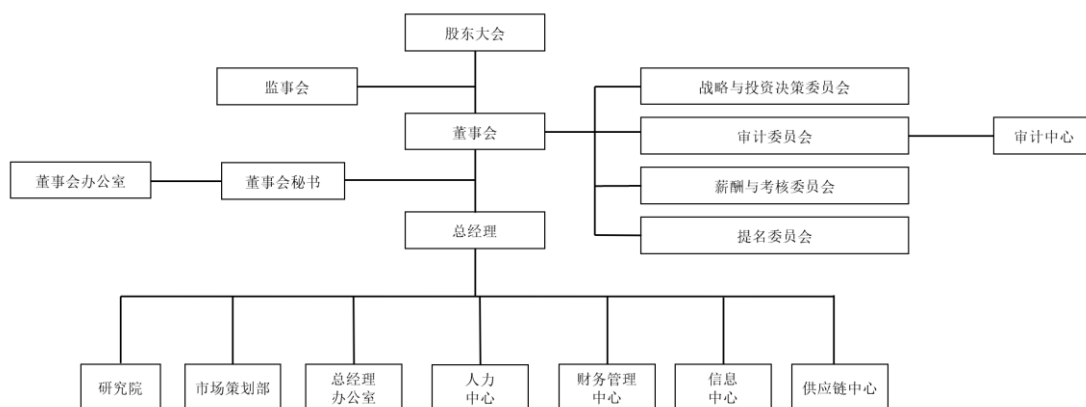 股东大会
监事会
战略与投资决策委员会
董事会
审计委员会
审计中心
董事会办公室
董事会秘书
薪酬与考核委员会
总经理
提名委员会
研究院
市场策划部
总经理
办公室
人力
中心
财务管理
中心
信息
中心
供应链中心